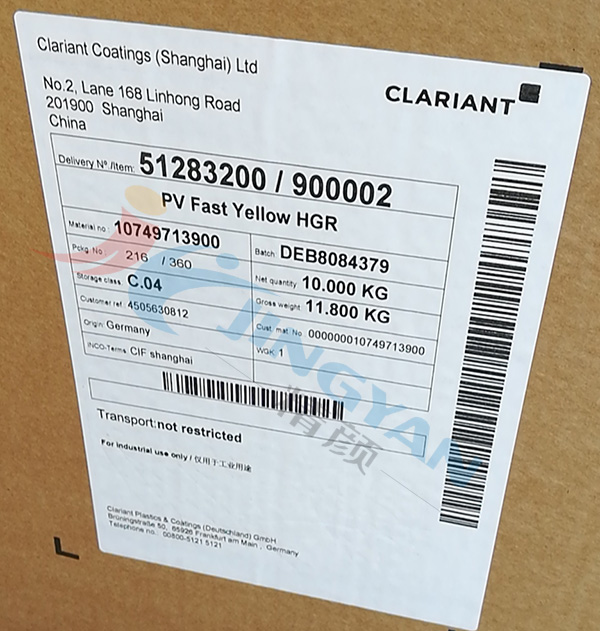 Clariant Coatings (Shanghai) Ltd
No.2, Lane 168 Linhong Road
201900 Shanghai
China
CLARIANT
Delivery Nº./Item: 51283200 / 900002
PV Fast Yellow HGR
Material no: 10749713900
Batch DEB8084379
Pckg. No 216 / 360
Net quantity 10.000 KG
Storage class. C.04
Gross weight 11.800 KG
Customer ref. 4505630812
Cust. mat. No 000000010749713900
Origin: Germany
WGK 1
INCO-Terms CIF shanghai
Transport:not restricted
For industrial use only / 仅用于工业用途
Clariant Plastics & Coatings (Deutschland) GmbH
Brüningstraße 50, 65926 Frankfurt am Main , Germany
Telephone no.: 00800-5121 5121
JINGYAN
精颜